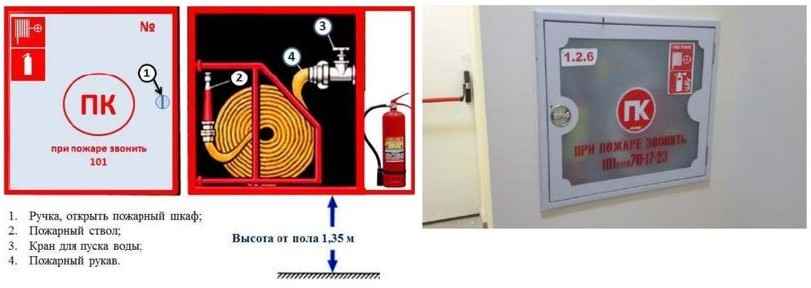 №
1
ПК
при пожаре звонить
101
3
4
2
Высота от пола 1,35 м
1. Ручка, открыть пожарный шкаф;
2. Пожарный ствол;
3. Кран для пуска воды;
4. Пожарный рукав.
1.2.6
ПК
ПРИ ПОЖАРЕ ЗВОНИТЬ
101 или 70-17-23